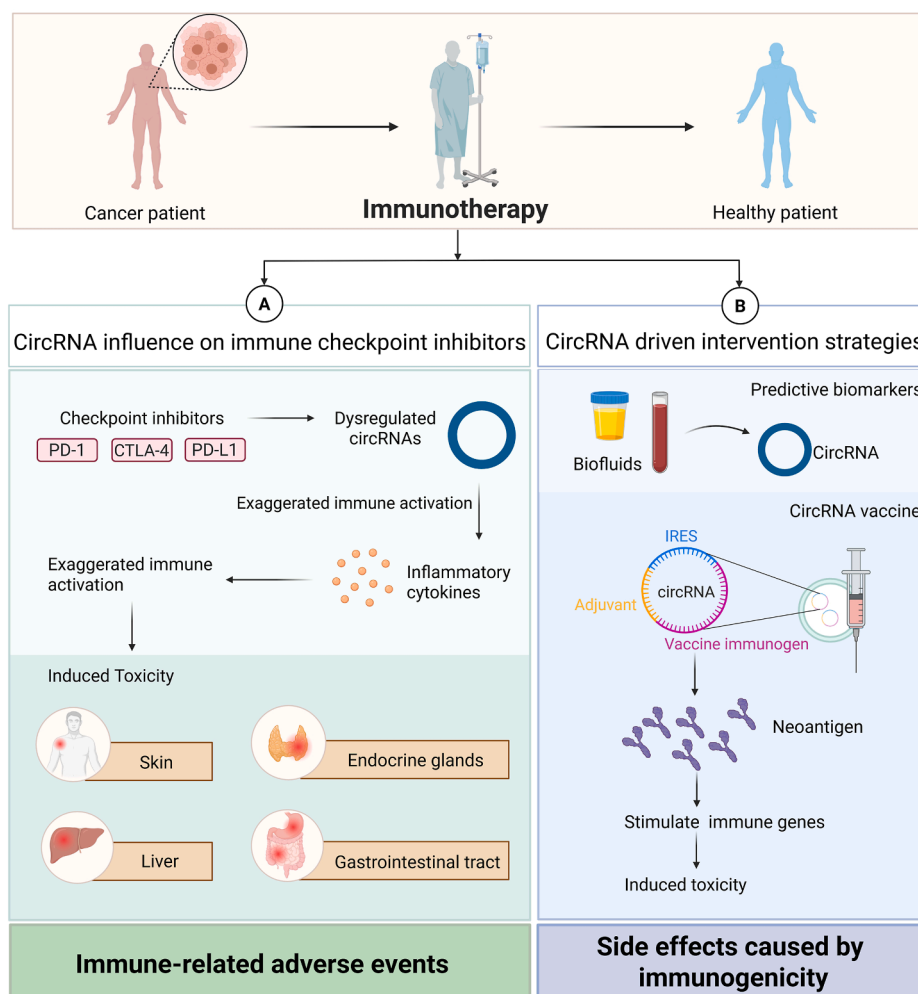 Cancer patient
Immunotherapy
Healthy patient
A
CircRNA influence on immune checkpoint inhibitors
Checkpoint inhibitors
PD-1
CTLA-4
PD-L1
Dysregulated
circRNAs
Exaggerated immune activation
Inflammatory
cytokines
Exaggerated immune
activation
Induced Toxicity
Skin
Endocrine glands
Liver
Gastrointestinal tract
Immune-related adverse events
B
CircRNA driven intervention strategies
Predictive biomarkers
Biofluids
CircRNA
CircRNA vaccine
IRES
circRNA
Adjuvant
Vaccine immunogen
Neoantigen
Stimulate immune genes
Induced toxicity
Side effects caused by
immunogenicity